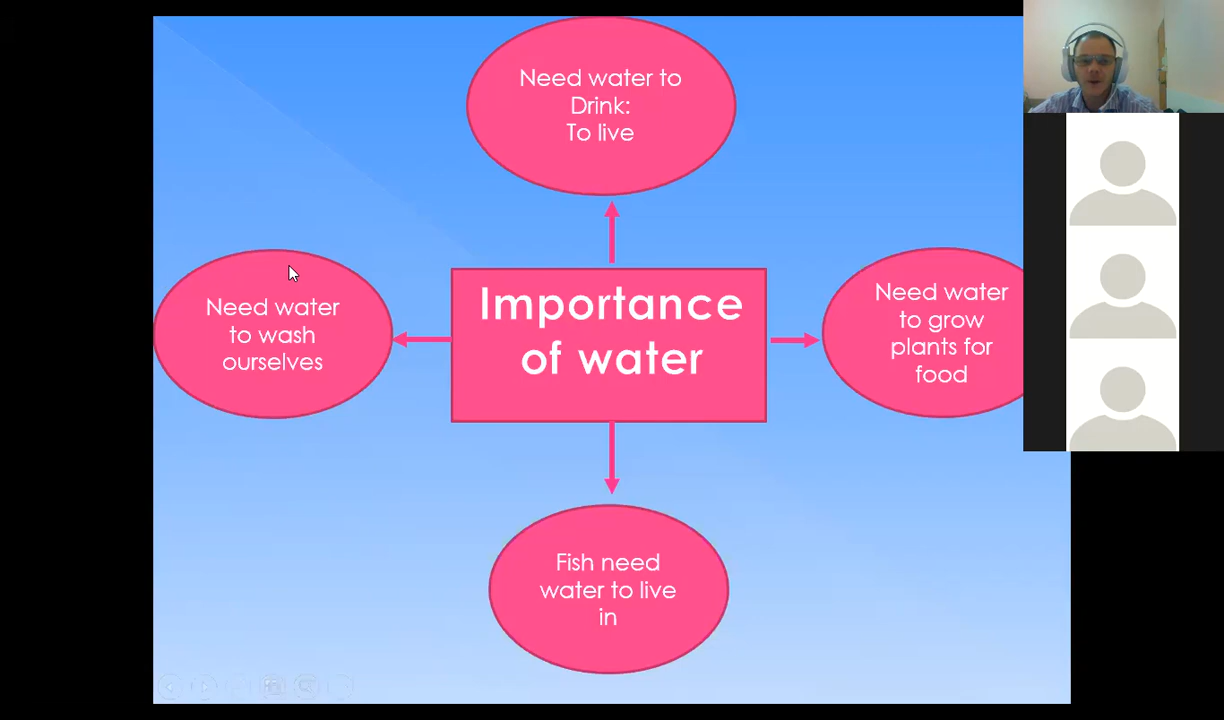 Need water to
Drink:
To live
Importance
of water
Need water
to wash
ourselves
Need water
to grow
plants for
food
Fish need
water to live
in